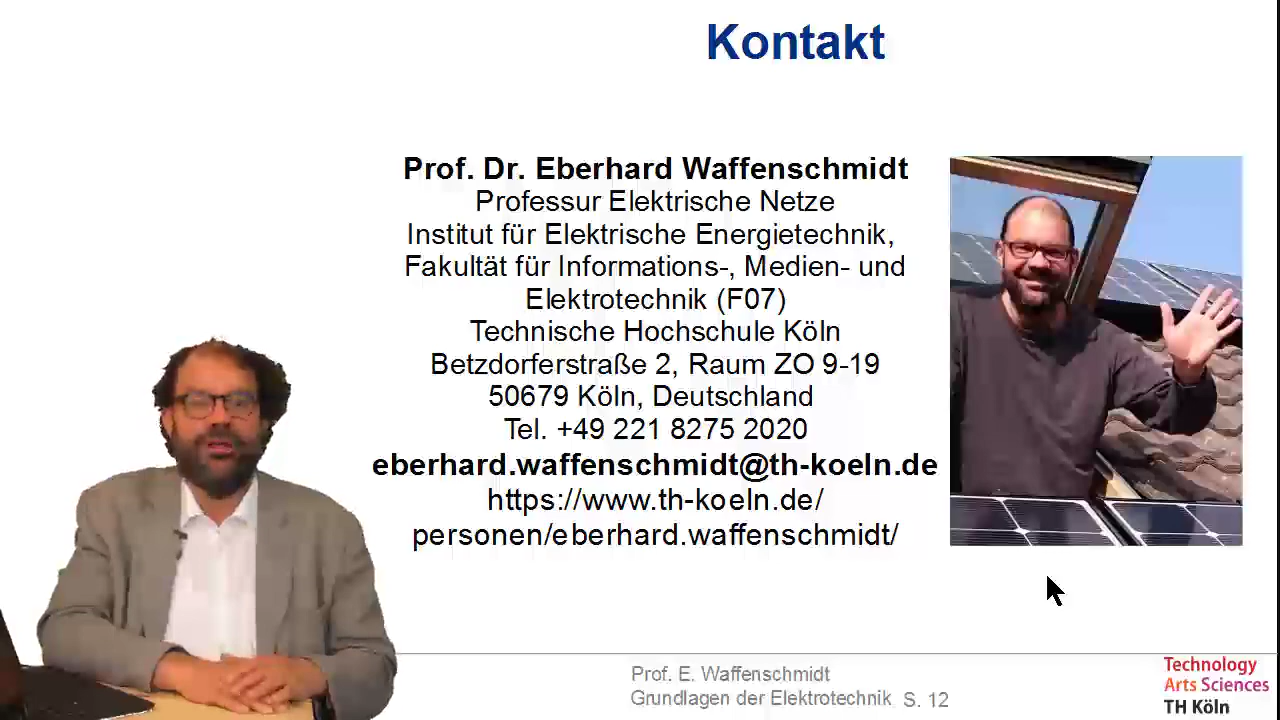 Kontakt
Prof. Dr. Eberhard Waffenschmidt
Professur Elektrische Netze
Institut für Elektrische Energietechnik,
Fakultät für Informations-, Medien- und
Elektrotechnik (F07)
Technische Hochschule Köln
Betzdorferstraße 2, Raum ZO 9-19
50679 Köln, Deutschland
Tel. +49 221 8275 2020
eberhard.waffenschmidt@th-koeln.de
https://www.th-koeln.de/
personen/eberhard.waffenschmidt/
Prof. E. Waffenschmidt
Grundlagen der Elektrotechnik S. 12
Technology
Arts Sciences
TH Köln